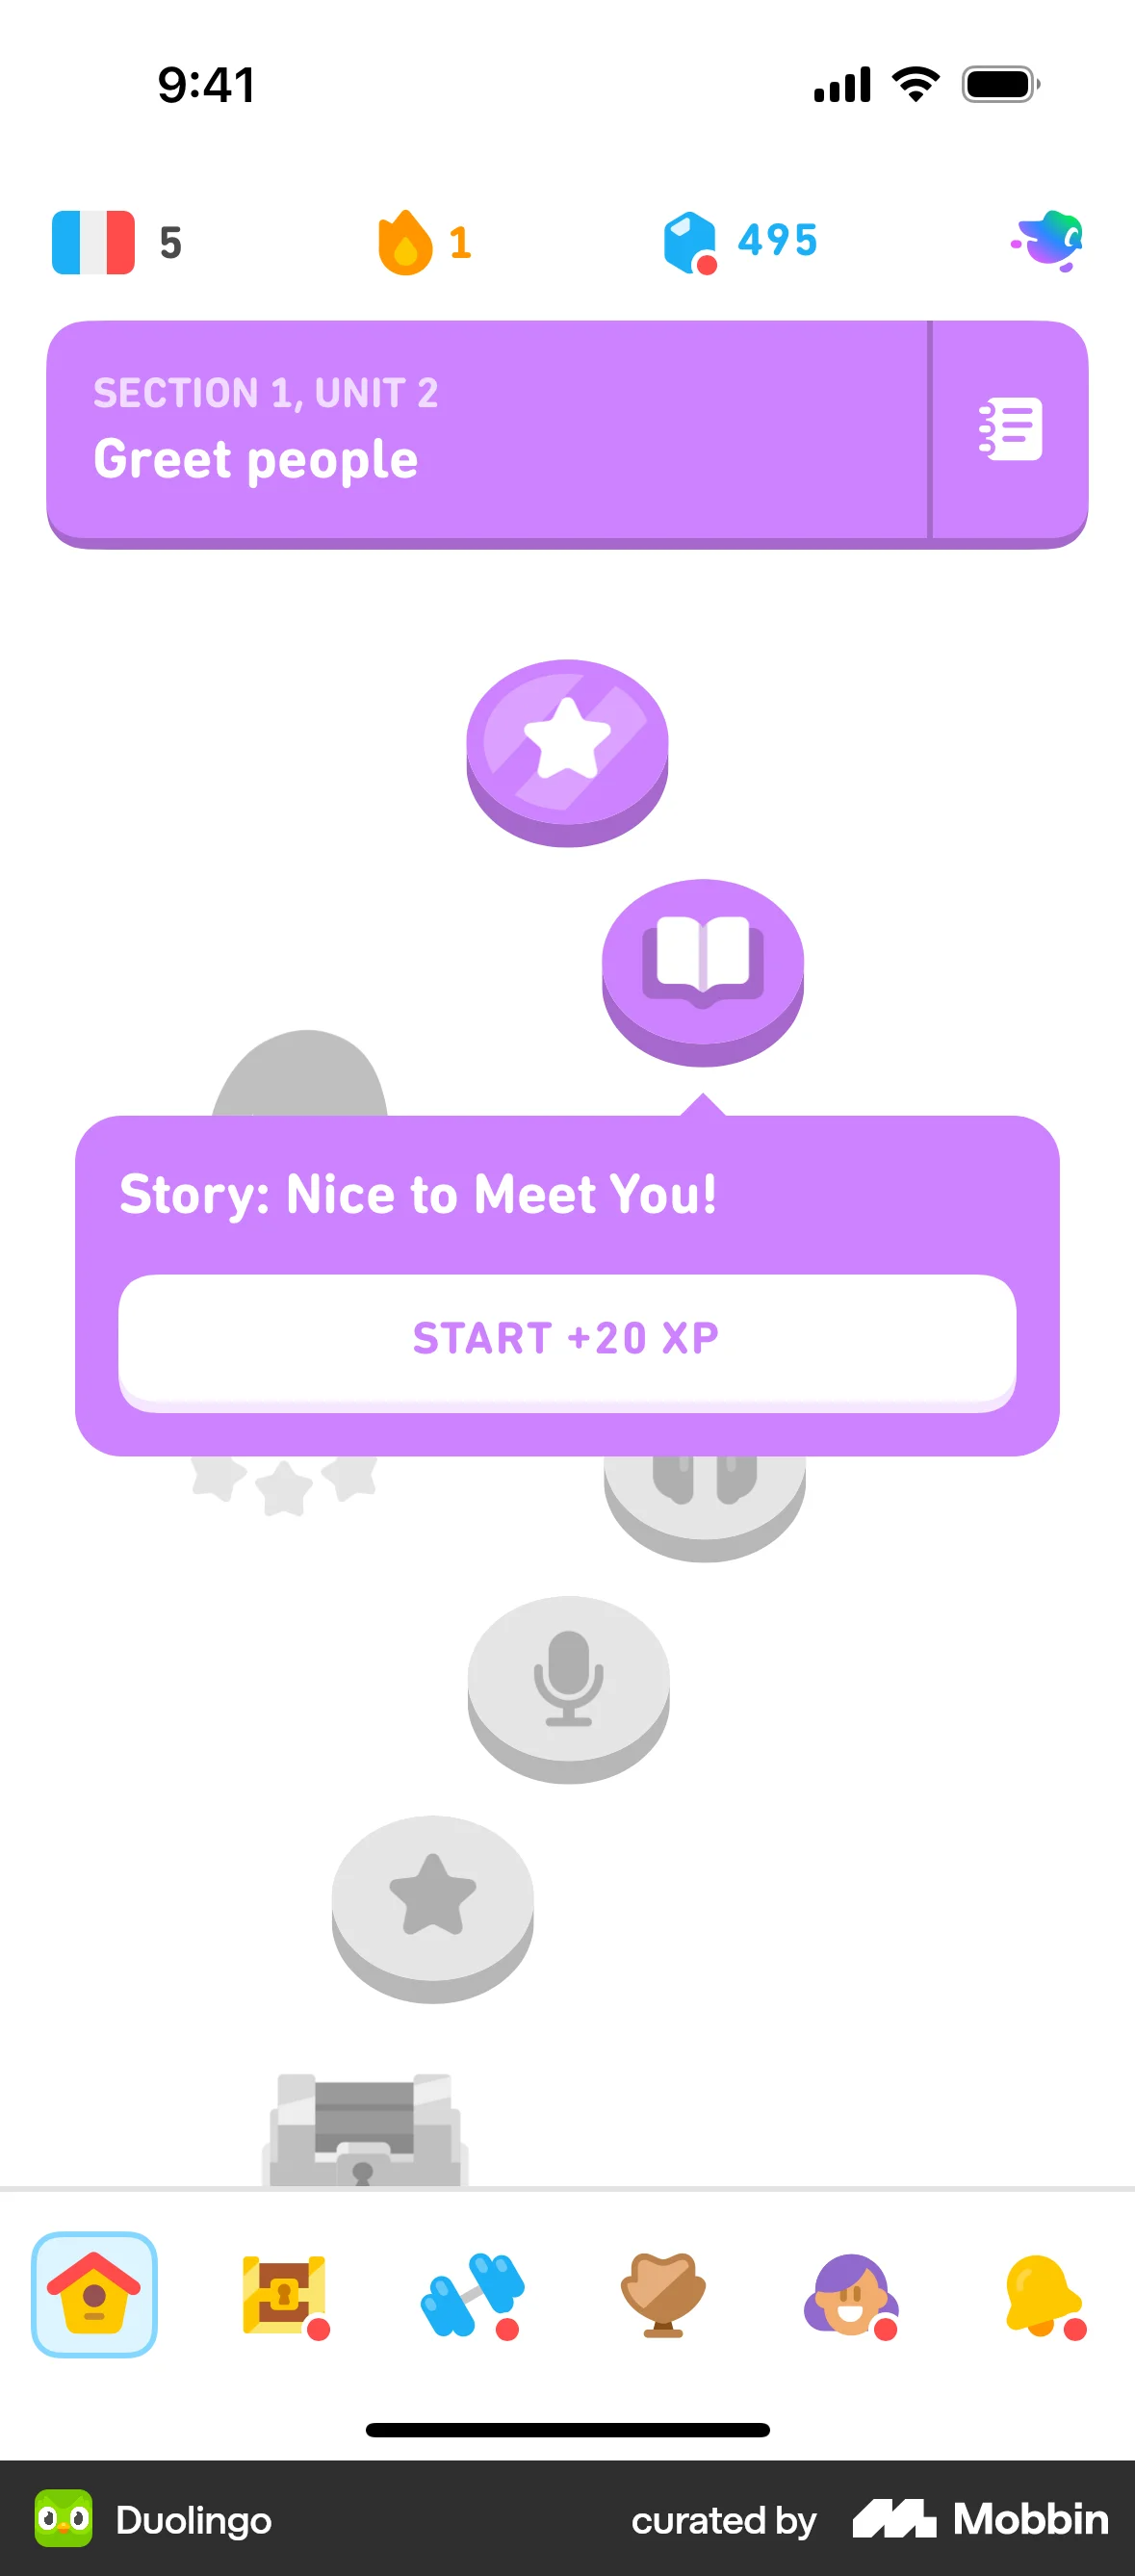 9:41
5
1
495
SECTION 1, UNIT 2
Greet people
Story: Nice to Meet You!
START +20 XP
Duolingo
curated by Mobbin